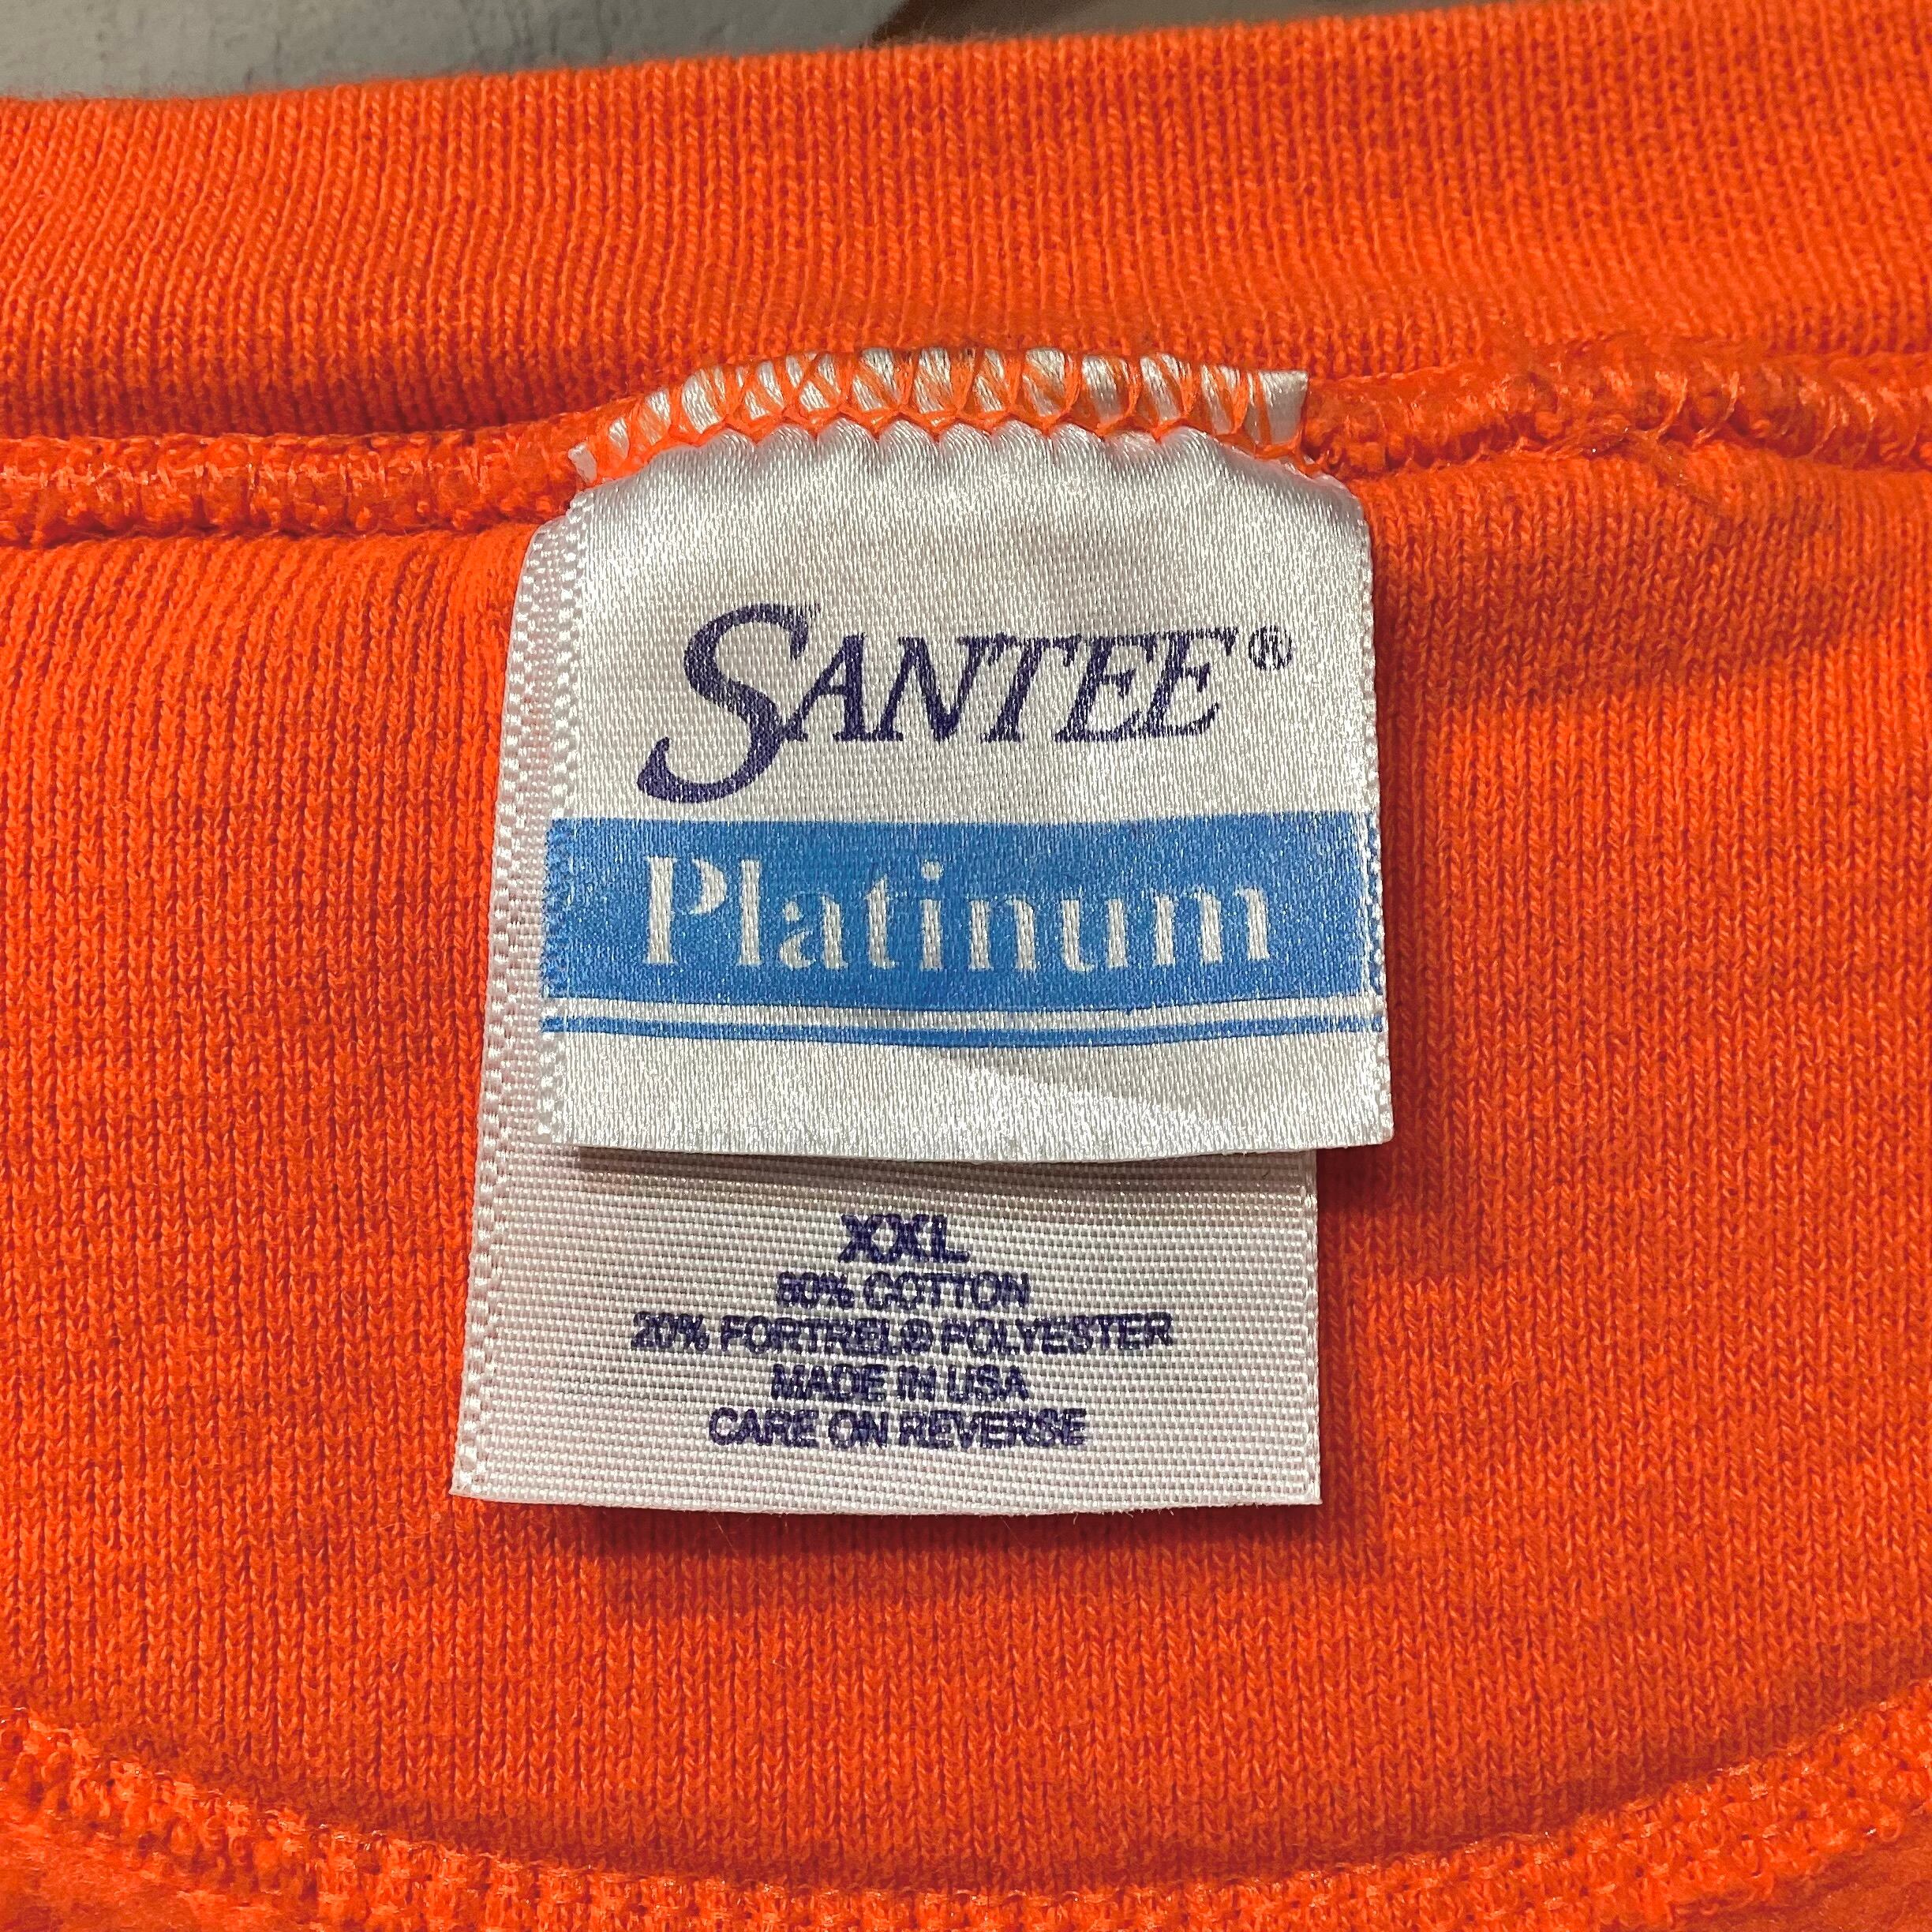 SANTEE®
Platinum
XXL
80% COTTON
20% FORTREL® POLYESTER
MADE IN USA
CARE ON REVERSE